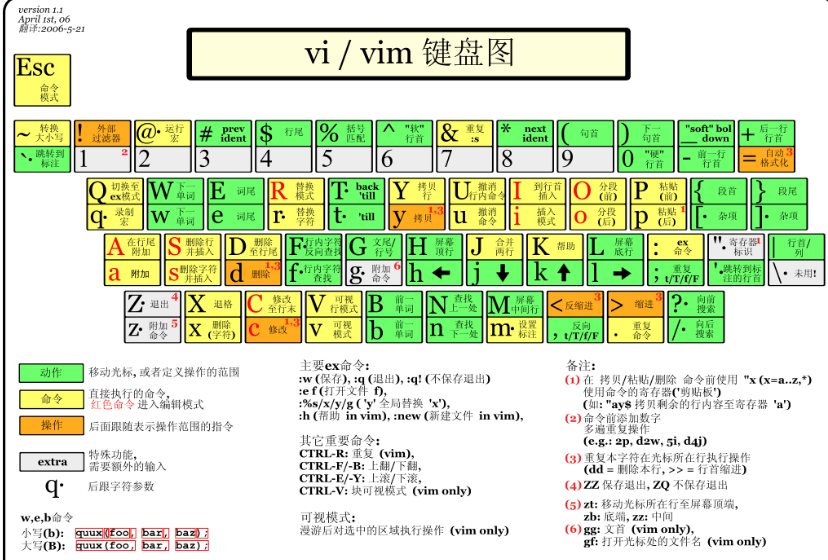 version 1.1
April 1st, 06
翻译:2006-5-21
vi / vim 键盘图
Esc
命令
模式
~ 转换大小写
! 外部过滤器
@· 运行宏
# prev ident
$ 行尾
% 括号匹配
^ "软"行首
& 重复 :s
* next ident
( 句首
) 下一句首
"soft" bol down
_
+ 后一行行首
`· 跳转到标注
1 2
2
3
4
5
6
7
8
9
0 "硬"行首
- 前一行行首
= 自动格式化 3
Q 切换至ex模式
W 下一单词
E 词尾
R 替换模式
T· back 'till
Y 拷贝行
U 撤消行内命令
I 到行首插入
O 分段(前)
P 粘贴(前)
{ 段首
} 段尾
q· 录制宏
w 下一单词
e 词尾
r· 替换字符
t· 'till
y 拷贝 1,3
u 撤消命令
i 插入模式
o 分段(后)
p 粘贴(后) 1
[· 杂项
]· 杂项
A 在行尾附加
S 删除行并插入
D 删除至行尾
F· 行内字符反向查找
G 文尾/行号
H 屏幕顶行
J 合并两行
K 帮助
L 屏幕底行
: ex命令
"· 寄存器标识 1
| 行首/列
a 附加
s 删除字符并插入
d 删除 1,3
f· 行内字符查找
g· 附加命令 6
h ←
j ↓
k ↑
l →
; 重复 t/T/f/F
'· 跳转到标注的行首
\· 未用!
Z· 退出 4
X 退格
C 修改至行末
V 可视行模式
B 前一单词
N 查找上一处
M 屏幕中间行
< 反缩进 3
> 缩进 3
?· 向前搜索
z· 附加命令 5
x 删除(字符)
c 修改 1,3
v 可视模式
b 前一单词
n 查找下一处
m· 设置标注
, 反向 t/T/f/F
. 重复命令
/· 向后搜索
动作 移动光标, 或者定义操作的范围
命令 直接执行的命令,
红色命令 进入编辑模式
操作 后面跟随表示操作范围的指令
extra 特殊功能,
需要额外的输入
q· 后跟字符参数
w,e,b命令
小写(b): quux(foo, bar, baz);
大写(B): quux(foo, bar, baz);
主要ex命令:
:w (保存), :q (退出), :q! (不保存退出)
:e f (打开文件 f),
:%s/x/y/g ( 'y' 全局替换 'x'),
:h (帮助 in vim), :new (新建文件 in vim),
其它重要命令:
CTRL-R: 重复 (vim),
CTRL-F/-B: 上翻/下翻,
CTRL-E/-Y: 上滚/下滚,
CTRL-V: 块可视模式 (vim only)
可视模式:
漫游后对选中的区域执行操作 (vim only)
备注:
(1) 在 拷贝/粘贴/删除 命令前使用 "x (x=a..z,*)
使用命令的寄存器('剪贴板')
(如: "ay$ 拷贝剩余的行内容至寄存器 'a')
(2) 命令前添加数字
多遍重复操作
(e.g.: 2p, d2w, 5i, d4j)
(3) 重复本字符在光标所在行执行操作
(dd = 删除本行, >> = 行首缩进)
(4) ZZ 保存退出, ZQ 不保存退出
(5) zt: 移动光标所在行至屏幕顶端,
zb: 底端, zz: 中间
(6) gg: 文首 (vim only),
gf: 打开光标处的文件名 (vim only)